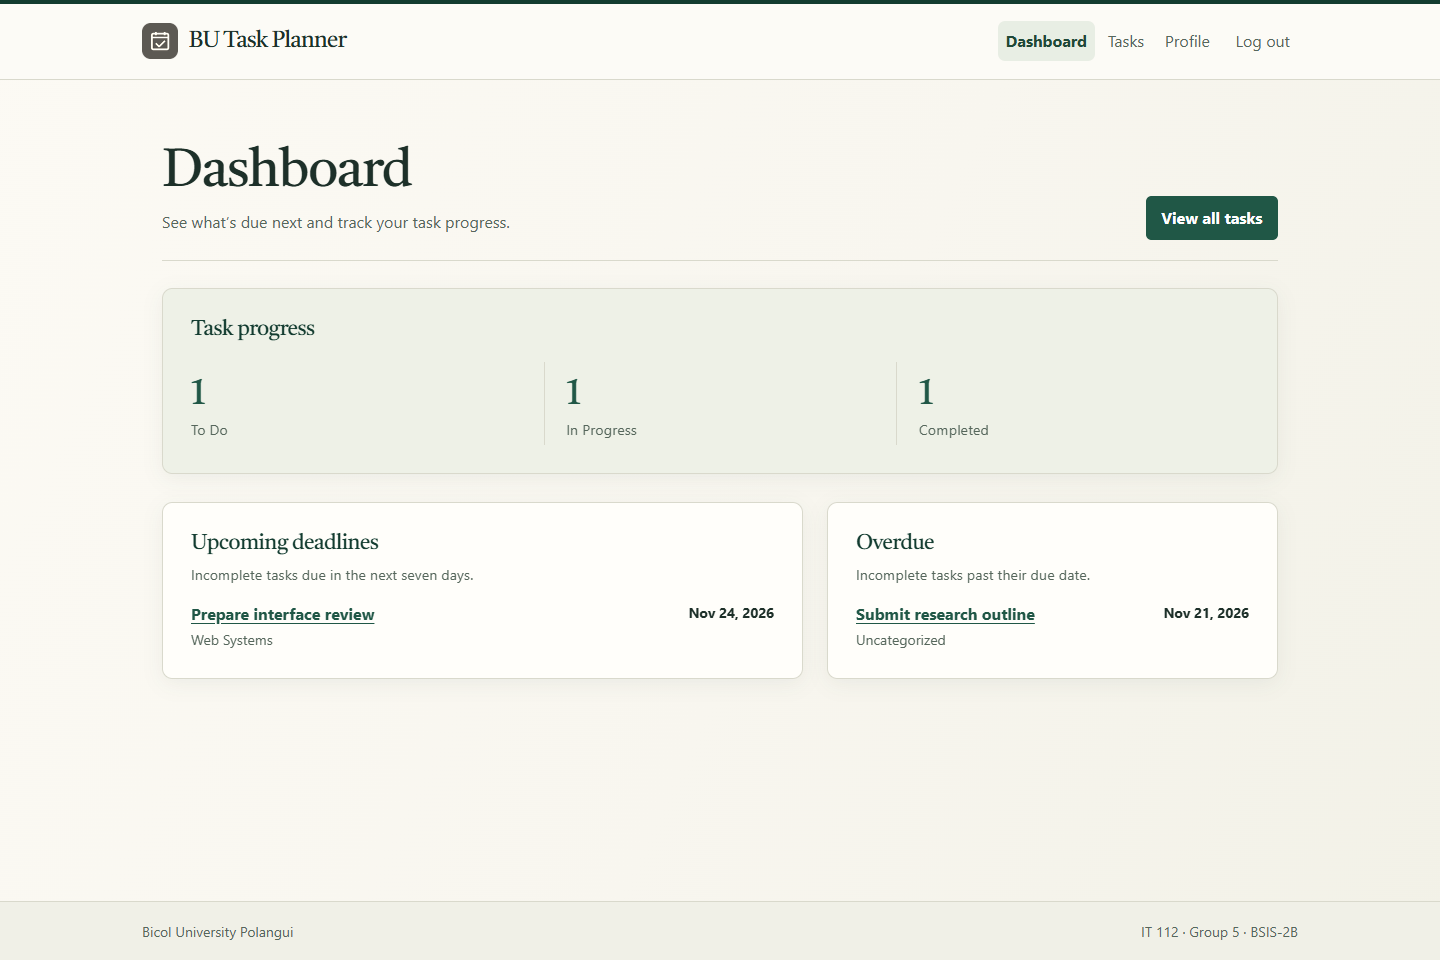 BU Task Planner
Dashboard Tasks Profile Log out
Dashboard
See what's due next and track your task progress.
View all tasks
Task progress
1 1 1
To Do In Progress Completed
Upcoming deadlines
Incomplete tasks due in the next seven days.
Prepare interface review Nov 24, 2026
Web Systems
Overdue
Incomplete tasks past their due date.
Submit research outline Nov 21, 2026
Uncategorized
Bicol University Polangui
IT 112 · Group 5 · BSIS-2B